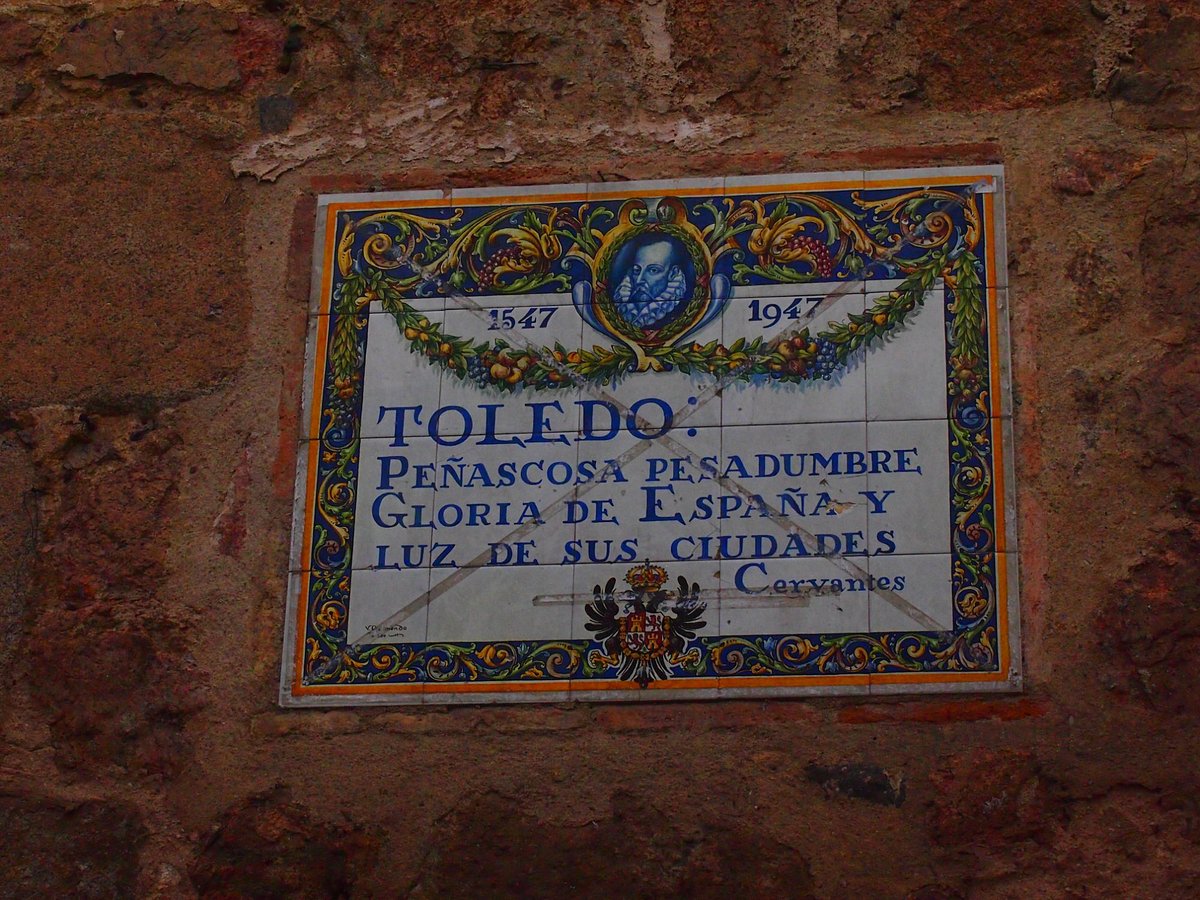 1547 1947
TOLEDO:
PEÑASCOSA PESADUMBRE
GLORIA DE ESPAÑA Y
LUZ DE SUS CIUDADES
CERVANTES